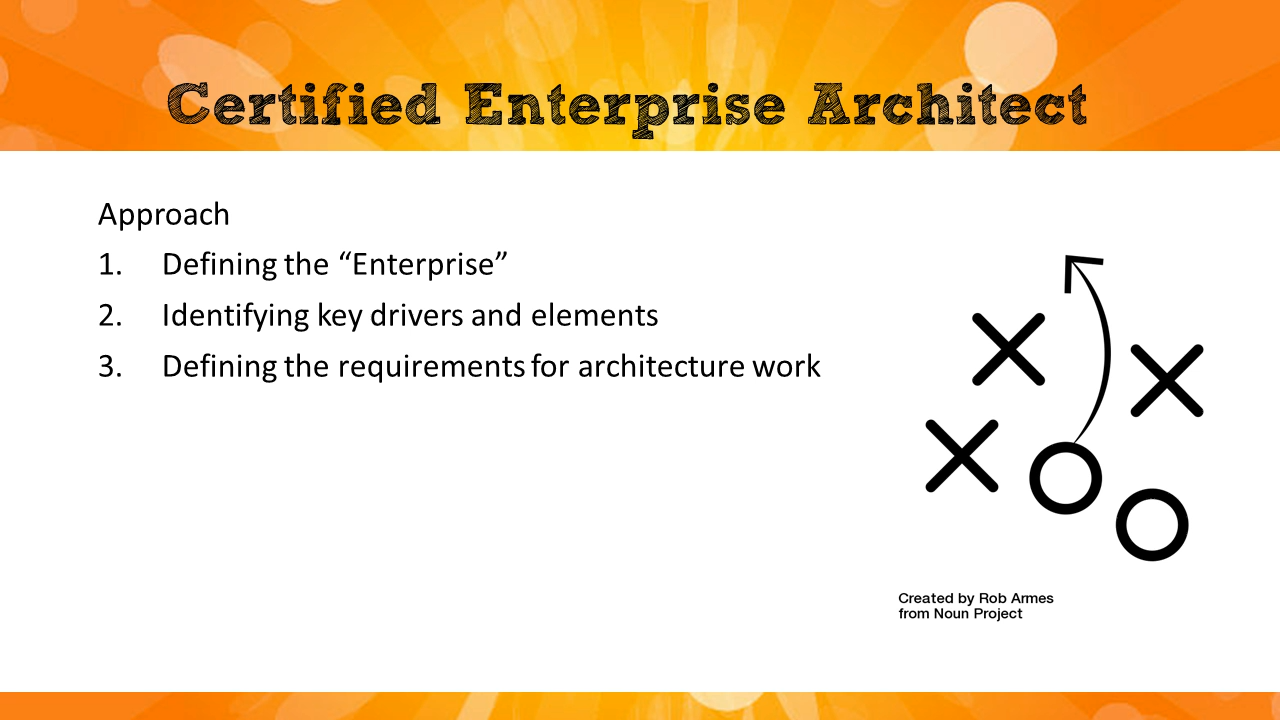 Certified Enterprise Architect
Approach
1. Defining the “Enterprise”
2. Identifying key drivers and elements
3. Defining the requirements for architecture work
Created by Rob Armes
from Noun Project